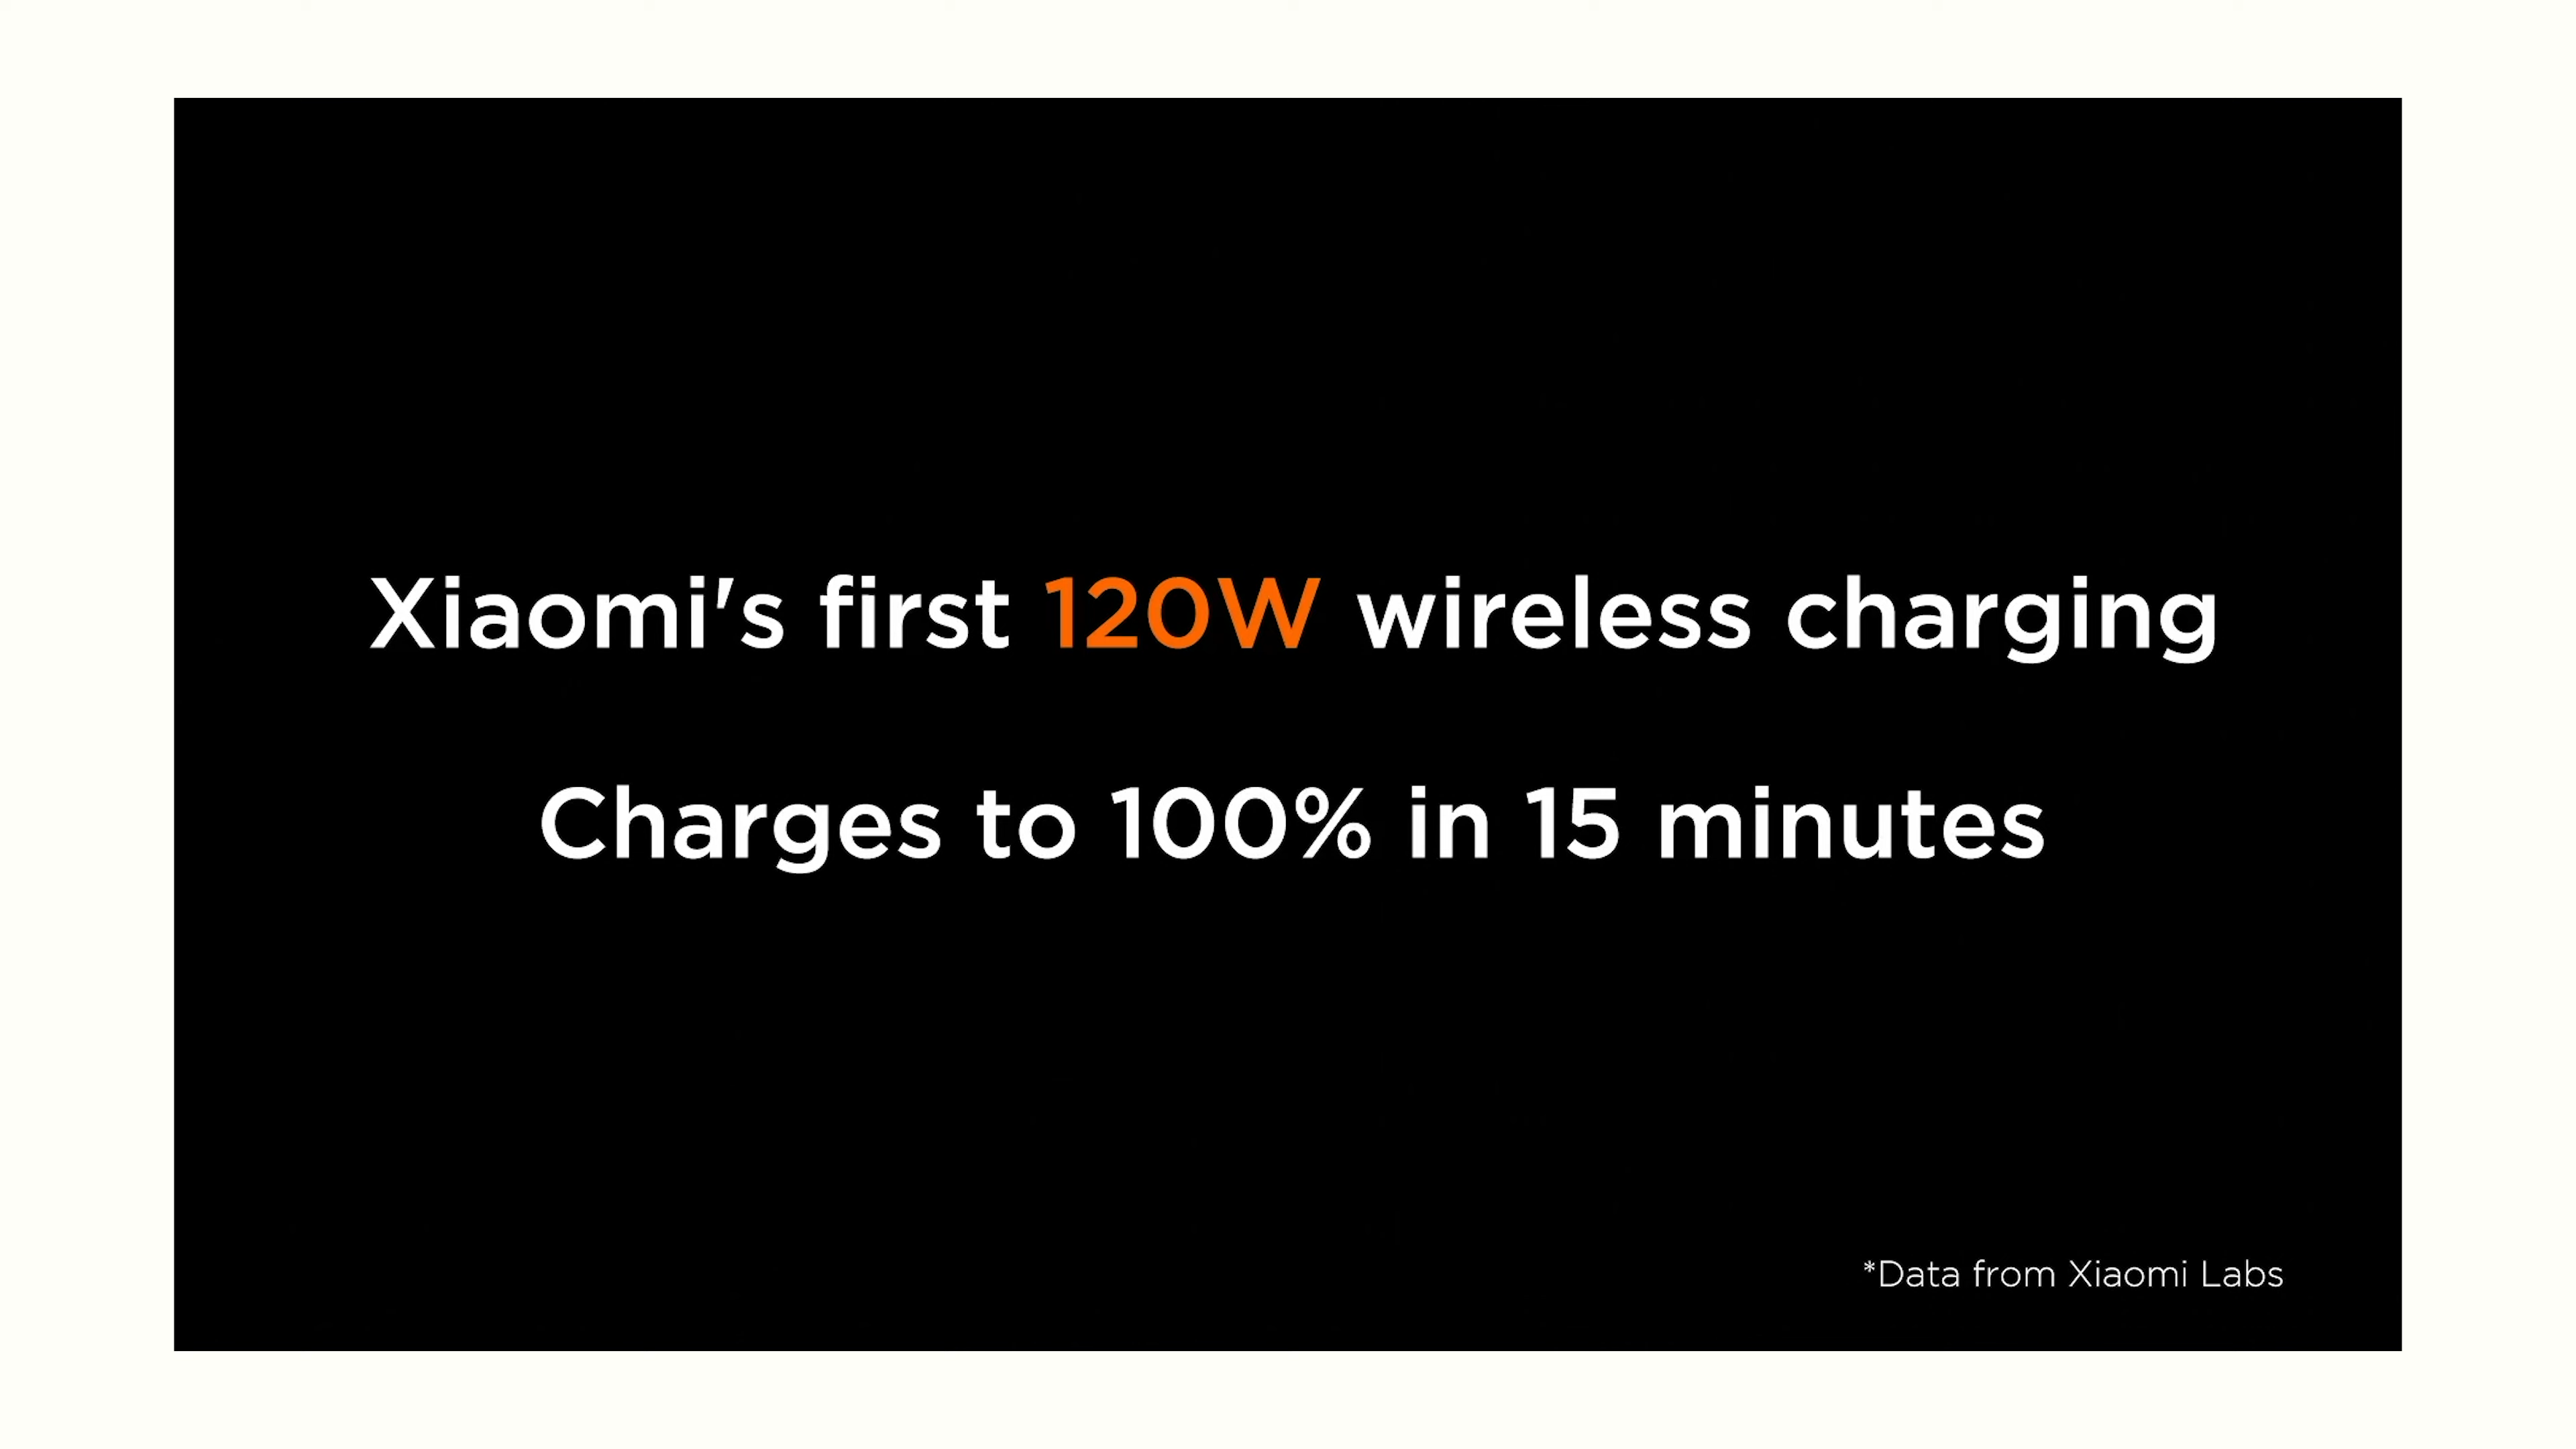 Xiaomi's first 120W wireless charging
Charges to 100% in 15 minutes
*Data from Xiaomi Labs